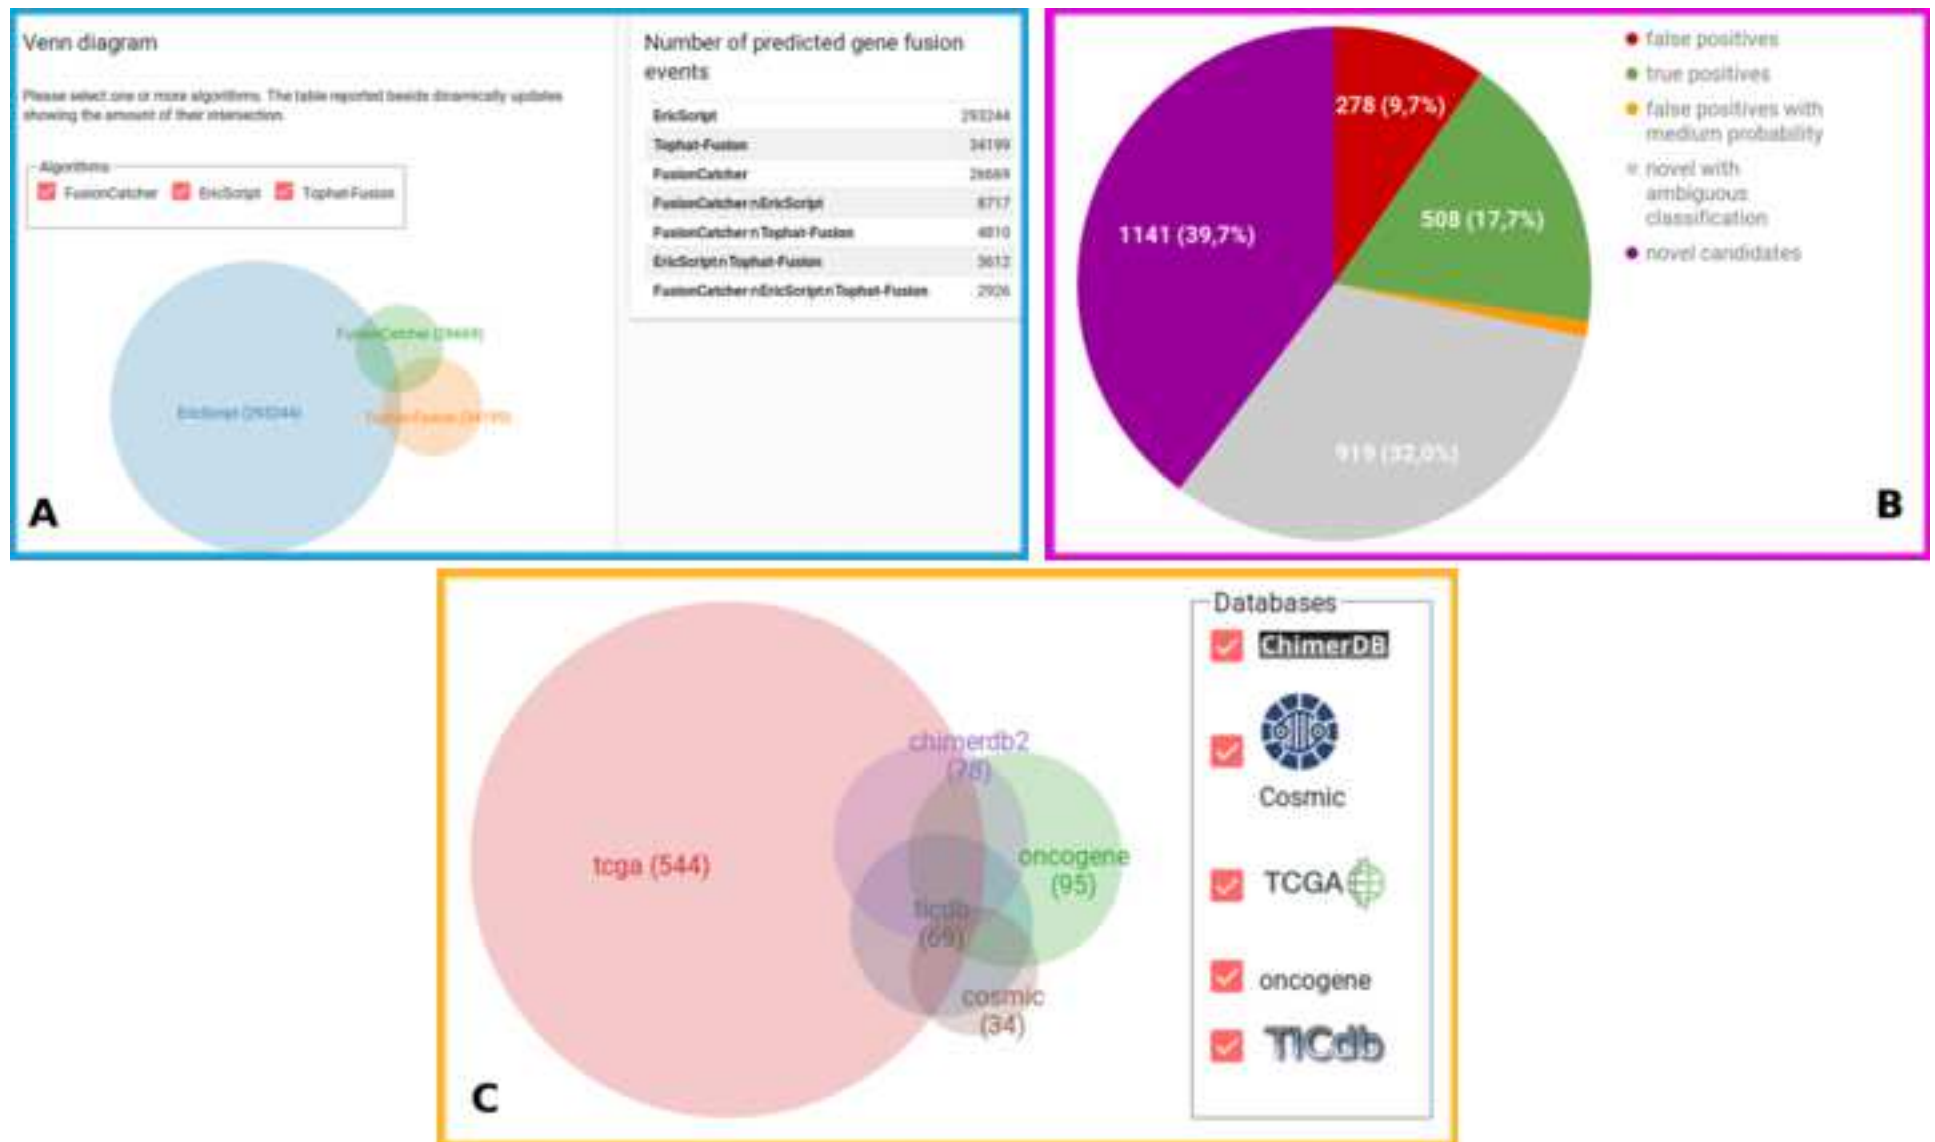 Venn diagram
Please select one or more algorithms. The table reported beside dinamically updates
showing the amount of their intersection.
Algorithms
FusionCatcher EricScript Tophat-Fusion
FusionCatcher
EricScript (293244)
Tophat-Fusion
A
Number of predicted gene fusion
events
EricScript 293244
Tophat-Fusion 34199
FusionCatcher
FusionCatcher∩EricScript 8717
FusionCatcher∩Tophat-Fusion 4810
EricScript∩Tophat-Fusion 3612
FusionCatcher∩EricScript∩Tophat-Fusion 2926
278 (9,7%)
508 (17,7%)
1141 (39,7%)
919 (32,0%)
false positives
true positives
false positives with
medium probability
novel with
ambiguous
classification
novel candidates
B
tcga (544)
chimerdb2
(78)
oncogene
(95)
ticdb
(69)
cosmic
(34)
C
Databases
ChimerDB
Cosmic
TCGA
oncogene
TICdb